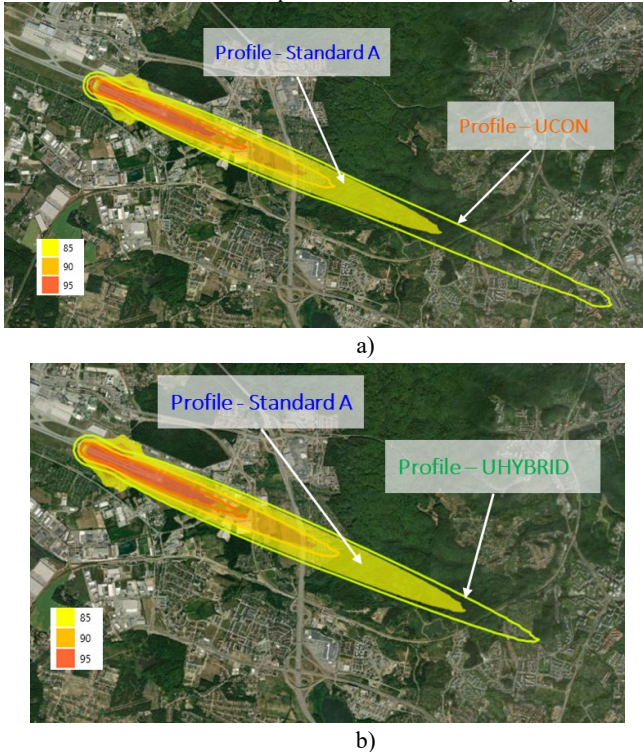 Profile - Standard A
Profile – UCON
85
90
95
a)
Profile - Standard A
Profile – UHYBRID
85
90
95
b)